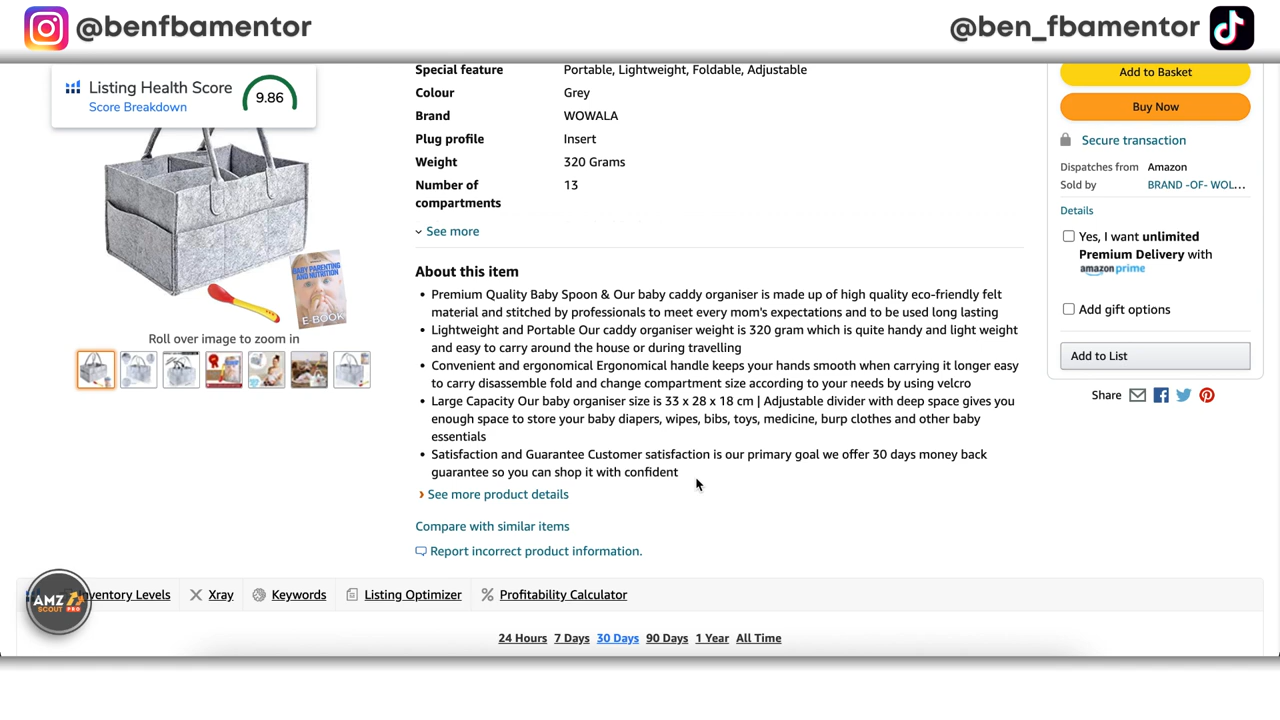 @benfbamentor
@ben_fbamentor
Listing Health Score
Score Breakdown
9.86
BABY PARENTING
AND NUTRITION
E-BOOK
Roll over image to zoom in
Special feature Portable, Lightweight, Foldable, Adjustable
Colour Grey
Brand WOWALA
Plug profile Insert
Weight 320 Grams
Number of 13
compartments
See more
About this item
Premium Quality Baby Spoon & Our baby caddy organiser is made up of high quality eco-friendly felt
material and stitched by professionals to meet every mom's expectations and to be used long lasting
Lightweight and Portable Our caddy organiser weight is 320 gram which is quite handy and light weight
and easy to carry around the house or during travelling
Convenient and ergonomical Ergonomical handle keeps your hands smooth when carrying it longer easy
to carry disassemble fold and change compartment size according to your needs by using velcro
Large Capacity Our baby organiser size is 33 x 28 x 18 cm | Adjustable divider with deep space gives you
enough space to store your baby diapers, wipes, bibs, toys, medicine, burp clothes and other baby
essentials
Satisfaction and Guarantee Customer satisfaction is our primary goal we offer 30 days money back
guarantee so you can shop it with confident
› See more product details
Compare with similar items
Report incorrect product information.
Add to Basket
Buy Now
Secure transaction
Dispatches from Amazon
Sold by BRAND -OF- WOL...
Details
Yes, I want unlimited
Premium Delivery with
amazon prime
Add gift options
Add to List
Share
AMZ
SCOUT PRO
nventory Levels Xray Keywords Listing Optimizer Profitability Calculator
24 Hours 7 Days 30 Days 90 Days 1 Year All Time